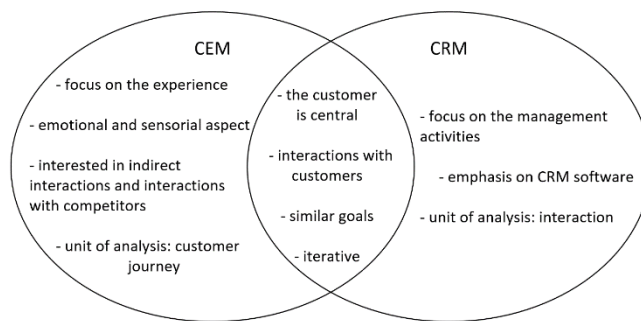 CEM
- focus on the experience
- emotional and sensorial aspect
- interested in indirect
interactions and interactions
with competitors
- unit of analysis: customer
journey
- the customer
is central
- interactions with
customers
- similar goals
- iterative
CRM
- focus on the management
activities
- emphasis on CRM software
- unit of analysis: interaction